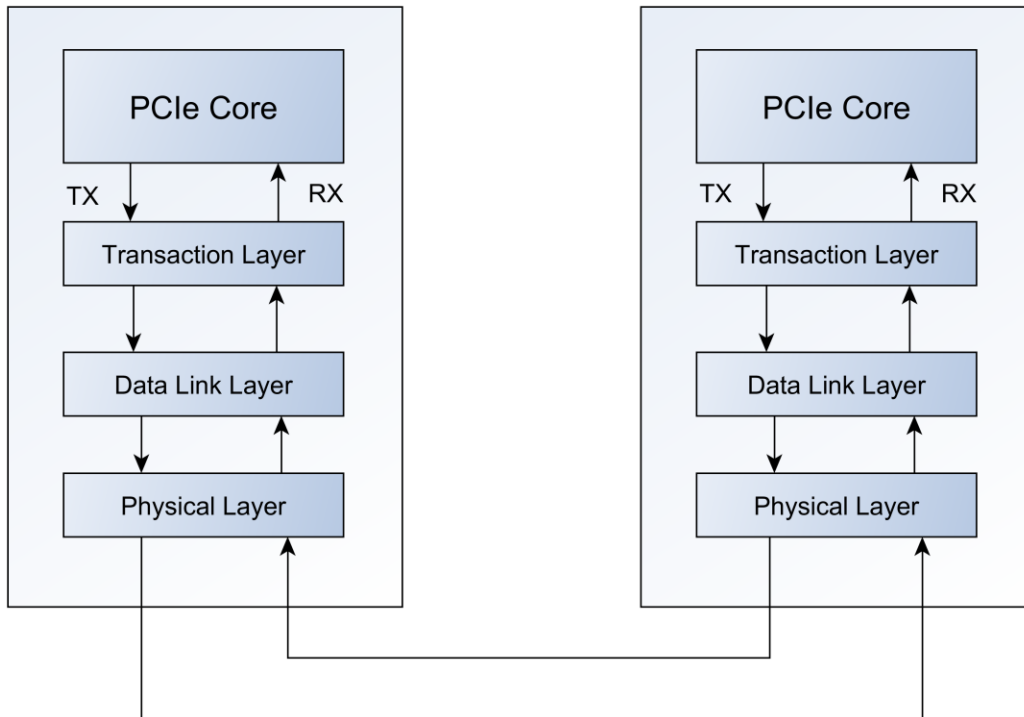 PCIe Core
TX
RX
Transaction Layer
Data Link Layer
Physical Layer
PCIe Core
TX
RX
Transaction Layer
Data Link Layer
Physical Layer